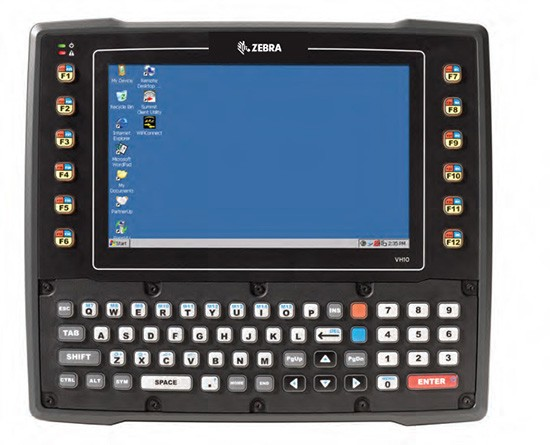 ZEBRA
F1
F2
F3
F4
F5
F6
F7
F8
F9
F10
F11
F12
My Device
Remote Desktop ...
Recycle Bin
Summit Client Utility
Internet Explorer
WiFiConnect
Microsoft WordPad
My Documents
PartnerUp
Start
2:35 PM
VH10
ESC Q W E R T Y U I O P INS 7 8 9
TAB A S D F G H J K L 4 5 6
SHIFT Z X C V B N M PgUp PgDn 1 2 3
CTRL ALT SYM SPACE . END 0 ENTER